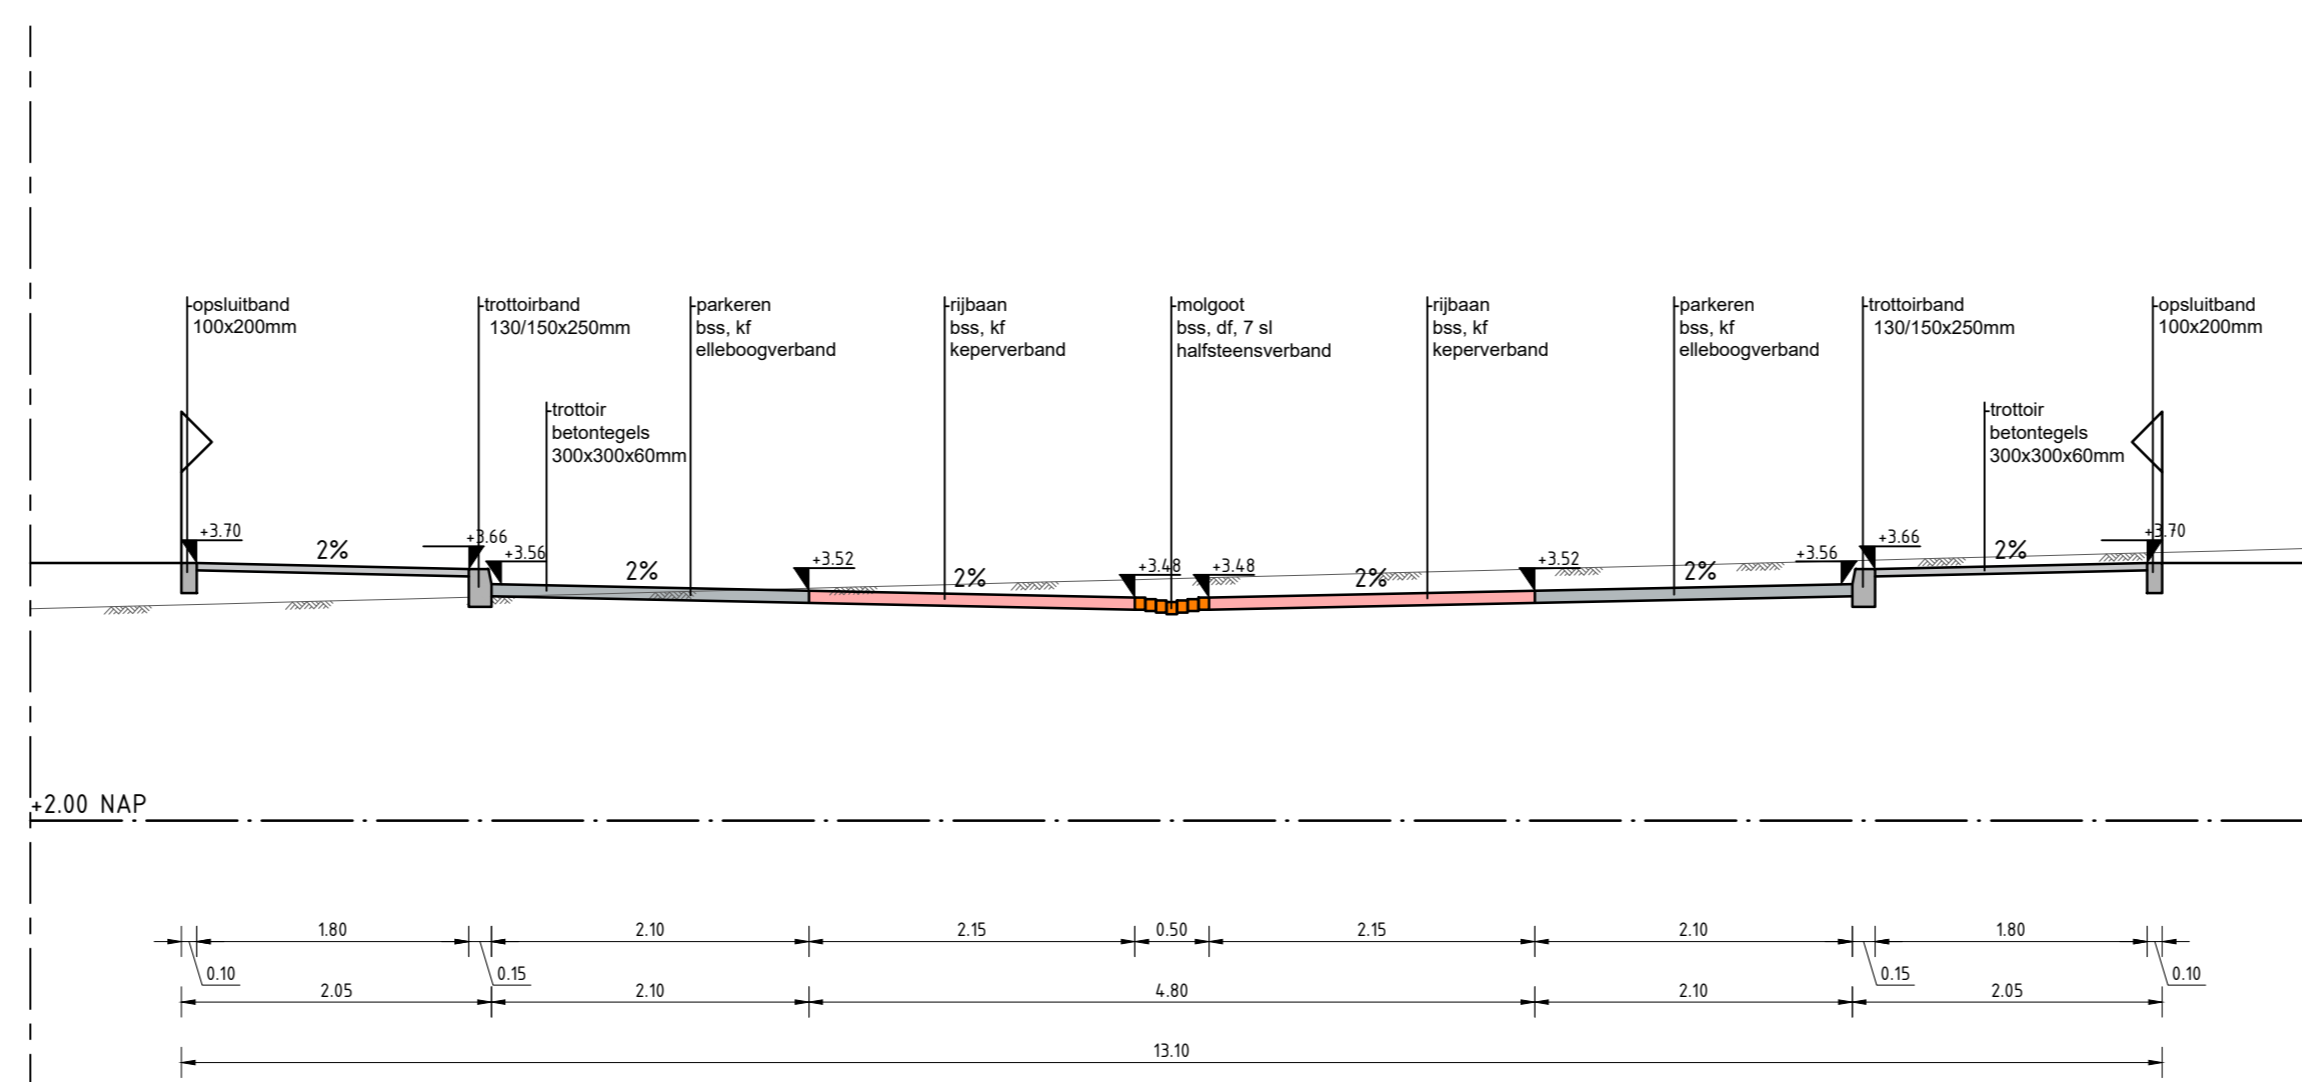 -opsluitband
100x200mm
-trottoirband
130/150x250mm
-parkeren
bss, kf
elleboogverband
-rijbaan
bss, kf
keperverband
-molgoot
bss, df, 7 sl
halfsteensverband
-rijbaan
bss, kf
keperverband
-parkeren
bss, kf
elleboogverband
-trottoirband
130/150x250mm
-opsluitband
100x200mm
-trottoir
betontegels
300x300x60mm
-trottoir
betontegels
300x300x60mm
+3.70
2%
+3.66
+3.56
2%
+3.52
2%
+3.48
+3.48
2%
+3.52
2%
+3.56
+3.66
2%
+3.70
+2.00 NAP
1.80
2.10
2.15
0.50
2.15
2.10
1.80
0.10
0.15
0.15
0.10
2.05
2.10
4.80
2.10
2.05
13.10